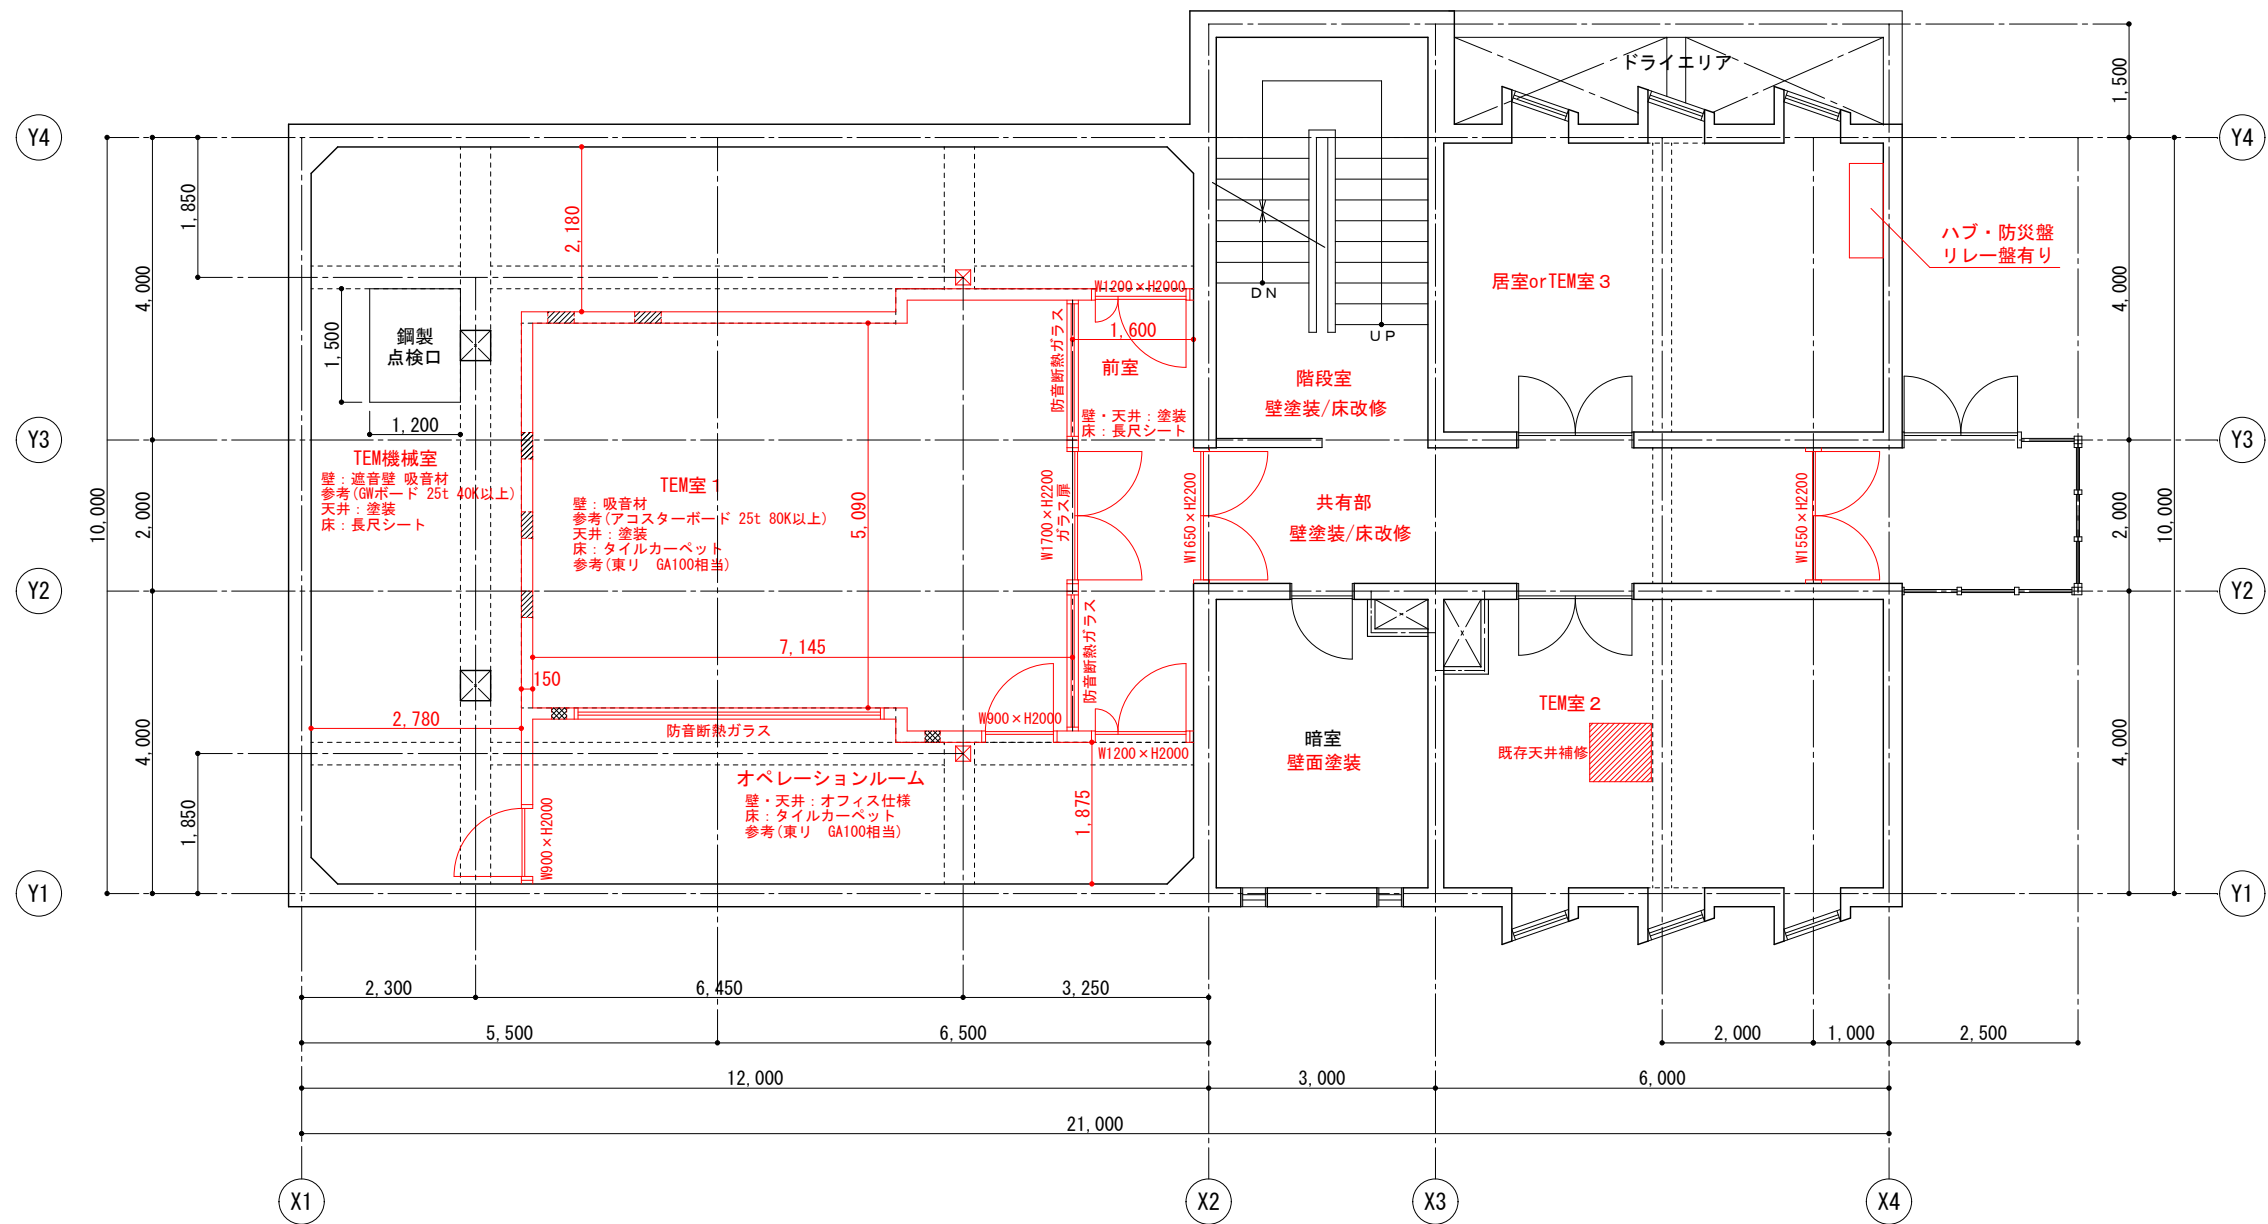 ドライエリア
1,500
Y4
Y4
1,850
2,180
4,000
4,000
ハブ・防災盤
リレー盤有り
居室orTEM室３
W1200×H2000
DN
鋼製
点検口
1,500
防音断熱ガラス
1,600
UP
前室
階段室
壁塗装/床改修
壁・天井：塗装
床：長尺シート
1,200
Y3
Y3
TEM機械室
壁：遮音壁 吸音材
参考(GWボード 25t 40K以上)
天井：塗装
床：長尺シート
TEM室１
壁：吸音材
参考(アコスターボード 25t 80K以上)
天井：塗装
床：タイルカーペット
参考(東リ　GA100相当)
5,090
W1700×H2200
ガラス扉
W1650×H2200
共有部
壁塗装/床改修
W1550×H2200
10,000
2,000
2,000
10,000
Y2
Y2
7,145
防音断熱ガラス
150
2,780
W900×H2000
防音断熱ガラス
W1200×H2000
TEM室２
暗室
壁面塗装
既存天井補修
4,000
4,000
オペレーションルーム
壁・天井：オフィス仕様
床：タイルカーペット
参考(東リ　GA100相当)
1,850
W900×H2000
1,875
Y1
Y1
2,300
6,450
3,250
5,500
6,500
2,000
1,000
2,500
12,000
3,000
6,000
21,000
X1
X2
X3
X4